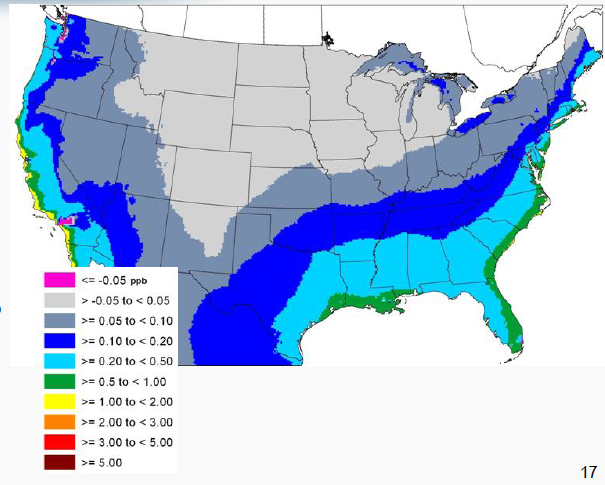 <= -0.05 ppb
> -0.05 to < 0.05
>= 0.05 to < 0.10
>= 0.10 to < 0.20
>= 0.20 to < 0.50
>= 0.5 to < 1.00
>= 1.00 to < 2.00
>= 2.00 to < 3.00
>= 3.00 to < 5.00
>= 5.00
17